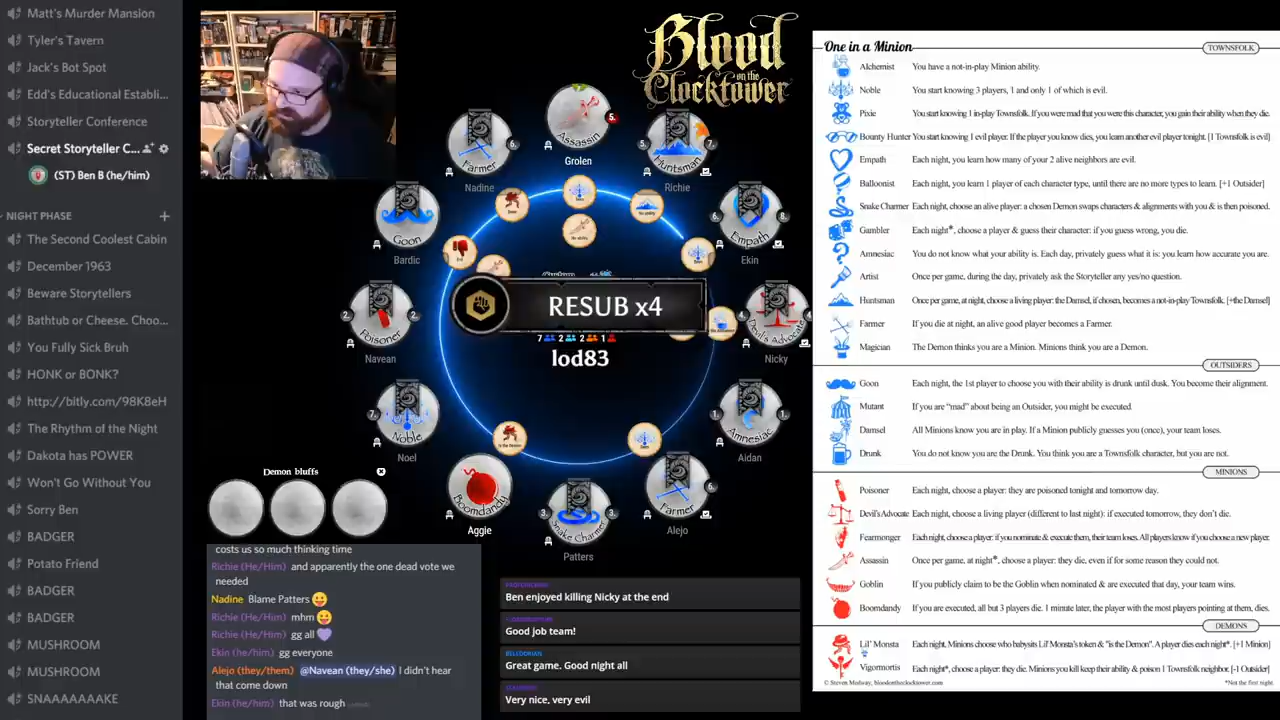 Matt's Murder Mansion
Tyler's Tavern
Storyteller Conference
Secret Storyteller C...
(ST) Ben B (he/him)
NIGHT PHASE
The Second Coolest Cabin
December 1963
You Fully Did Bruh
HONK or BONK?
The Rhythm of the Night
Dakota has POWER
Won't Go Without You
Sorry Ben
BADGER
MUSHROOM
SNAAAAAAAAAKE
Blood
on the
Clocktower
Farmer
Nadine
Grolen
Huntsman
Richie
Goon
Bardic
Empath
Ekin
Poisoner
Navean
Devil's Advocate
Nicky
RESUB x4
7 2 2 1
lod83
Noble
Noel
Amnesiac
Aidan
Boomdandy
Aggie
Snake Charmer
Patters
Farmer
Alejo
Demon bluffs
costs us so much thinking time
Richie (He/Him) and apparently the one dead vote we
needed
Nadine Blame Patters
Richie (He/Him) mhm
Richie (He/Him) gg all
Ekin (he/him) gg everyone
Alejo (they/them) @Navean (they/she) I didn't hear
that come down
Ekin (he/him) that was rough
Ben enjoyed killing Nicky at the end
Good job team!
Great game. Good night all
Very nice, very evil
One in a Minion
TOWNSFOLK
Alchemist You have a not-in-play Minion ability.
Noble You start knowing 3 players, 1 and only 1 of which is evil.
Pixie You start knowing 1 in-play Townsfolk. If you were mad that you were this character, you gain their ability when they die.
Bounty Hunter You start knowing 1 evil player. If the player you know dies, you learn another evil player tonight. [1 Townsfolk is evil]
Empath Each night, you learn how many of your 2 alive neighbors are evil.
Balloonist Each night, you learn 1 player of each character type, until there are no more types to learn. [+1 Outsider]
Snake Charmer Each night, choose an alive player: a chosen Demon swaps characters & alignments with you & is then poisoned.
Gambler Each night*, choose a player & guess their character: if you guess wrong, you die.
Amnesiac You do not know what your ability is. Each day, privately guess what it is: you learn how accurate you are.
Artist Once per game, during the day, privately ask the Storyteller any yes/no question.
Huntsman Once per game, at night, choose a living player: the Damsel, if chosen, becomes a not-in-play Townsfolk. [+the Damsel]
Farmer If you die at night, an alive good player becomes a Farmer.
Magician The Demon thinks you are a Minion. Minions think you are a Demon.
OUTSIDERS
Goon Each night, the 1st player to choose you with their ability is drunk until dusk. You become their alignment.
Mutant If you are "mad" about being an Outsider, you might be executed.
Damsel All Minions know you are in play. If a Minion publicly guesses you (once), your team loses.
Drunk You do not know you are the Drunk. You think you are a Townsfolk character, but you are not.
MINIONS
Poisoner Each night, choose a player: they are poisoned tonight and tomorrow day.
Devil's Advocate Each night, choose a living player (different to last night): if executed tomorrow, they don't die.
Fearmonger Each night, choose a player: if you nominate & execute them, their team loses. All players know if you choose a new player.
Assassin Once per game, at night*, choose a player: they die, even if for some reason they could not.
Goblin If you publicly claim to be the Goblin when nominated & are executed that day, your team wins.
Boomdandy If you are executed, all but 3 players die. 1 minute later, the player with the most players pointing at them, dies.
DEMONS
Lil' Monsta Each night, Minions choose who babysits Lil' Monsta's token & "is the Demon". A player dies each night*. [+1 Minion]
Vigormortis Each night*, choose a player: they die. Minions you kill keep their ability & poison 1 Townsfolk neighbor. [-1 Outsider]
© Steven Medway, bloodontheclocktower.com
*Not the first night